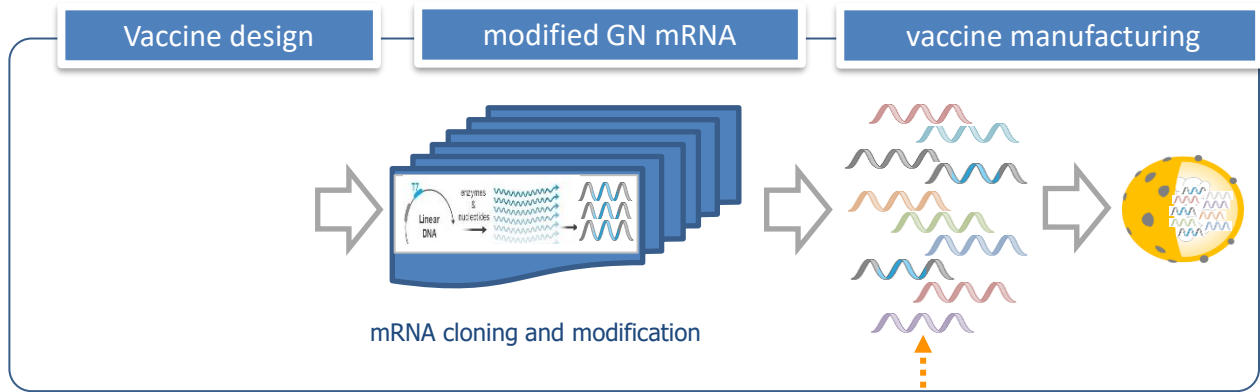 Vaccine design
modified GN mRNA
vaccine manufacturing
T7
Linear
DNA
enzymes
&
nucleotides
mRNA cloning and modification